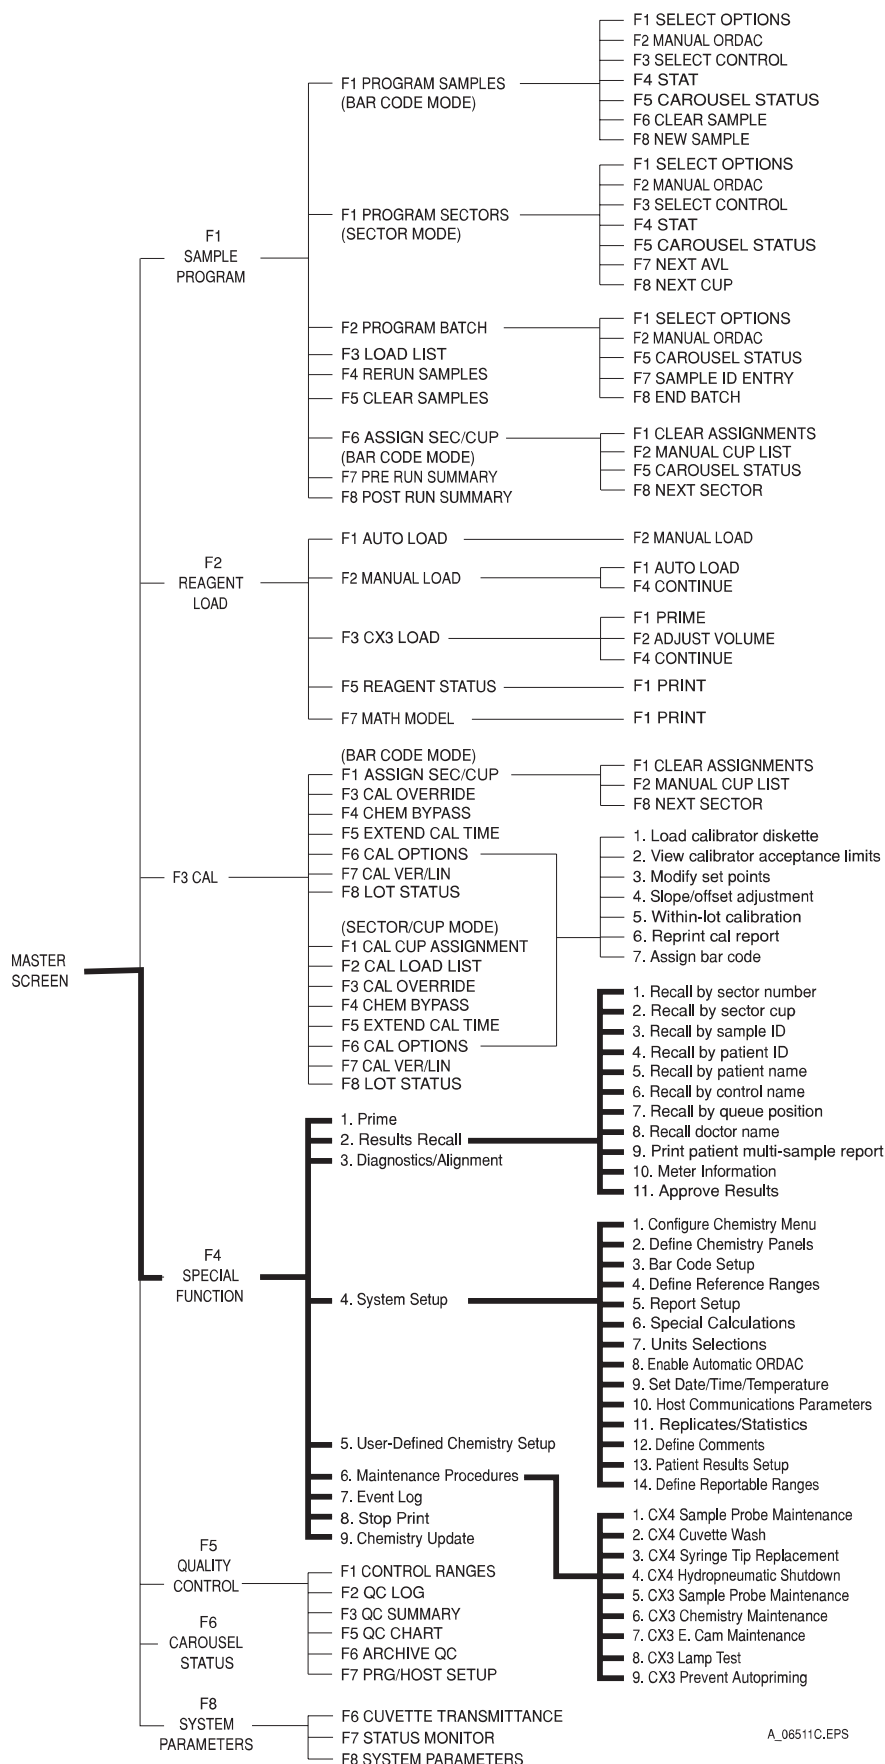 MASTER
SCREEN
F1
SAMPLE
PROGRAM
F1 PROGRAM SAMPLES
(BAR CODE MODE)
F1 SELECT OPTIONS
F2 MANUAL ORDAC
F3 SELECT CONTROL
F4 STAT
F5 CAROUSEL STATUS
F6 CLEAR SAMPLE
F8 NEW SAMPLE
F1 PROGRAM SECTORS
(SECTOR MODE)
F1 SELECT OPTIONS
F2 MANUAL ORDAC
F3 SELECT CONTROL
F4 STAT
F5 CAROUSEL STATUS
F7 NEXT AVL
F8 NEXT CUP
F2 PROGRAM BATCH
F1 SELECT OPTIONS
F2 MANUAL ORDAC
F5 CAROUSEL STATUS
F7 SAMPLE ID ENTRY
F8 END BATCH
F3 LOAD LIST
F4 RERUN SAMPLES
F5 CLEAR SAMPLES
F6 ASSIGN SEC/CUP
(BAR CODE MODE)
F1 CLEAR ASSIGNMENTS
F2 MANUAL CUP LIST
F5 CAROUSEL STATUS
F8 NEXT SECTOR
F7 PRE RUN SUMMARY
F8 POST RUN SUMMARY
F2
REAGENT
LOAD
F1 AUTO LOAD
F2 MANUAL LOAD
F2 MANUAL LOAD
F1 AUTO LOAD
F4 CONTINUE
F3 CX3 LOAD
F1 PRIME
F2 ADJUST VOLUME
F4 CONTINUE
F5 REAGENT STATUS
F1 PRINT
F7 MATH MODEL
F1 PRINT
F3 CAL
(BAR CODE MODE)
F1 ASSIGN SEC/CUP
F1 CLEAR ASSIGNMENTS
F2 MANUAL CUP LIST
F8 NEXT SECTOR
F3 CAL OVERRIDE
F4 CHEM BYPASS
F5 EXTEND CAL TIME
F6 CAL OPTIONS
F7 CAL VER/LIN
F8 LOT STATUS
(SECTOR/CUP MODE)
F1 CAL CUP ASSIGNMENT
F2 CAL LOAD LIST
F3 CAL OVERRIDE
F4 CHEM BYPASS
F5 EXTEND CAL TIME
F6 CAL OPTIONS
F7 CAL VER/LIN
F8 LOT STATUS
1. Load calibrator diskette
2. View calibrator acceptance limits
3. Modify set points
4. Slope/offset adjustment
5. Within-lot calibration
6. Reprint cal report
7. Assign bar code
F4
SPECIAL
FUNCTION
1. Prime
2. Results Recall
3. Diagnostics/Alignment
1. Recall by sector number
2. Recall by sector cup
3. Recall by sample ID
4. Recall by patient ID
5. Recall by patient name
6. Recall by control name
7. Recall by queue position
8. Recall doctor name
9. Print patient multi-sample report
10. Meter Information
11. Approve Results
4. System Setup
1. Configure Chemistry Menu
2. Define Chemistry Panels
3. Bar Code Setup
4. Define Reference Ranges
5. Report Setup
6. Special Calculations
7. Units Selections
8. Enable Automatic ORDAC
9. Set Date/Time/Temperature
10. Host Communications Parameters
11. Replicates/Statistics
12. Define Comments
13. Patient Results Setup
14. Define Reportable Ranges
5. User-Defined Chemistry Setup
6. Maintenance Procedures
7. Event Log
8. Stop Print
9. Chemistry Update
1. CX4 Sample Probe Maintenance
2. CX4 Cuvette Wash
3. CX4 Syringe Tip Replacement
4. CX4 Hydropneumatic Shutdown
5. CX3 Sample Probe Maintenance
6. CX3 Chemistry Maintenance
7. CX3 E. Cam Maintenance
8. CX3 Lamp Test
9. CX3 Prevent Autopriming
F5
QUALITY
CONTROL
F1 CONTROL RANGES
F2 QC LOG
F3 QC SUMMARY
F5 QC CHART
F6 ARCHIVE QC
F7 PRG/HOST SETUP
F6
CAROUSEL
STATUS
F8
SYSTEM
PARAMETERS
F6 CUVETTE TRANSMITTANCE
F7 STATUS MONITOR
F8 SYSTEM PARAMETERS
A_06511C.EPS